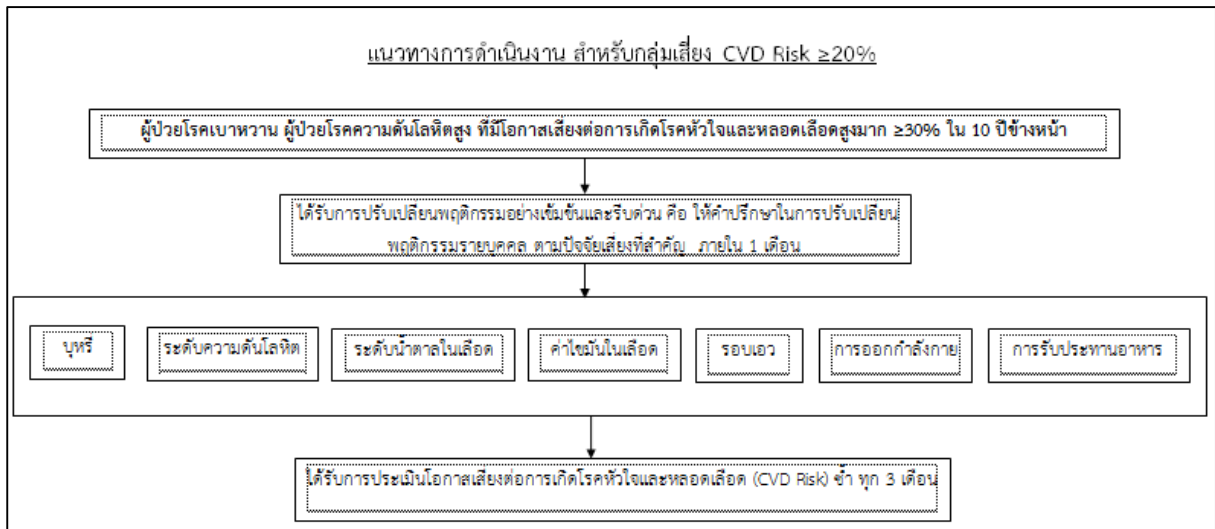 แนวทางการดำเนินงาน สำหรับกลุ่มเสี่ยง CVD Risk ≥20%
ผู้ป่วยโรคเบาหวาน ผู้ป่วยโรคความดันโลหิตสูง ที่มีโอกาสเสี่ยงต่อการเกิดโรคหัวใจและหลอดเลือดสูงมาก ≥30% ใน 10 ปีข้างหน้า
ได้รับการปรับเปลี่ยนพฤติกรรมอย่างเข้มข้นและรีบด่วน คือ ให้คำปรึกษาในการปรับเปลี่ยน
พฤติกรรมรายบุคคล ตามปัจจัยเสี่ยงที่สำคัญ ภายใน 1 เดือน
บุหรี่
ระดับความดันโลหิต
ระดับน้ำตาลในเลือด
ค่าไขมันในเลือด
รอบเอว
การออกกำลังกาย
การรับประทานอาหาร
ได้รับการประเมินโอกาสเสี่ยงต่อการเกิดโรคหัวใจและหลอดเลือด (CVD Risk) ซ้ำ ทุก 3 เดือน